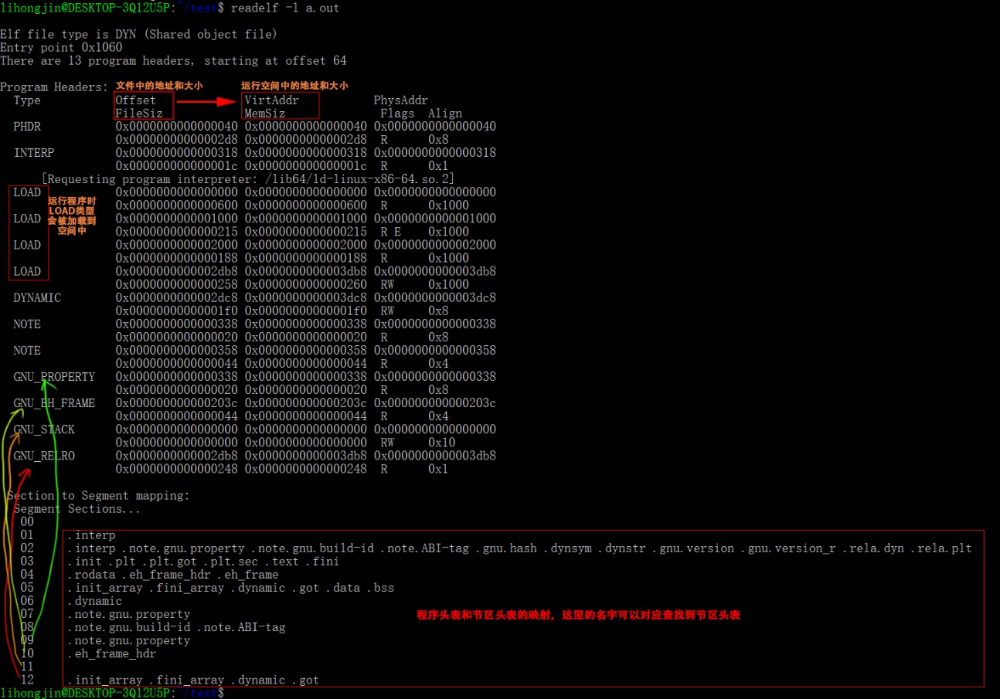 lihongjin@DESKTOP-3Q12U5P:~/test$ readelf -l a.out
Elf file type is DYN (Shared object file)
Entry point 0x1060
There are 13 program headers, starting at offset 64
Program Headers: 文件中的地址和大小 运行空间中的地址和大小
Type Offset VirtAddr PhysAddr
FileSiz MemSiz Flags Align
PHDR 0x0000000000000040 0x0000000000000040 0x0000000000000040
0x00000000000002d8 0x00000000000002d8 R 0x8
INTERP 0x0000000000000318 0x0000000000000318 0x0000000000000318
0x000000000000001c 0x000000000000001c R 0x1
[Requesting program interpreter: /lib64/ld-linux-x86-64.so.2]
LOAD 0x0000000000000000 0x0000000000000000 0x0000000000000000
0x0000000000000600 0x0000000000000600 R 0x1000
LOAD 0x0000000000001000 0x0000000000001000 0x0000000000001000
0x0000000000000215 0x0000000000000215 R E 0x1000
LOAD 0x0000000000002000 0x0000000000002000 0x0000000000002000
0x0000000000000188 0x0000000000000188 R 0x1000
LOAD 0x0000000000002db8 0x0000000000003db8 0x0000000000003db8
0x0000000000000258 0x0000000000000260 RW 0x1000
运行程序时
LOAD类型
会被加载到
空间中
DYNAMIC 0x0000000000002dc8 0x0000000000003dc8 0x0000000000003dc8
0x00000000000001f0 0x00000000000001f0 RW 0x8
NOTE 0x0000000000000338 0x0000000000000338 0x0000000000000338
0x0000000000000020 0x0000000000000020 R 0x8
NOTE 0x0000000000000358 0x0000000000000358 0x0000000000000358
0x0000000000000044 0x0000000000000044 R 0x4
GNU_PROPERTY 0x0000000000000338 0x0000000000000338 0x0000000000000338
0x0000000000000020 0x0000000000000020 R 0x8
GNU_EH_FRAME 0x000000000000203c 0x000000000000203c 0x000000000000203c
0x0000000000000044 0x0000000000000044 R 0x4
GNU_STACK 0x0000000000000000 0x0000000000000000 0x0000000000000000
0x0000000000000000 0x0000000000000000 RW 0x10
GNU_RELRO 0x0000000000002db8 0x0000000000003db8 0x0000000000003db8
0x0000000000000248 0x0000000000000248 R 0x1
Section to Segment mapping:
Segment Sections...
00
01 .interp
02 .interp .note.gnu.property .note.gnu.build-id .note.ABI-tag .gnu.hash .dynsym .dynstr .gnu.version .gnu.version_r .rela.dyn .rela.plt
03 .init .plt .plt.got .plt.sec .text .fini
04 .rodata .eh_frame_hdr .eh_frame
05 .init_array .fini_array .dynamic .got .data .bss
06 .dynamic
07 .note.gnu.property
程序头表和节区头表的映射，这里的名字可以对应查找到节区头表
08 .note.gnu.build-id .note.ABI-tag
09 .note.gnu.property
10 .eh_frame_hdr
11
12 .init_array .fini_array .dynamic .got
lihongjin@DESKTOP-3Q12U5P:~/test$